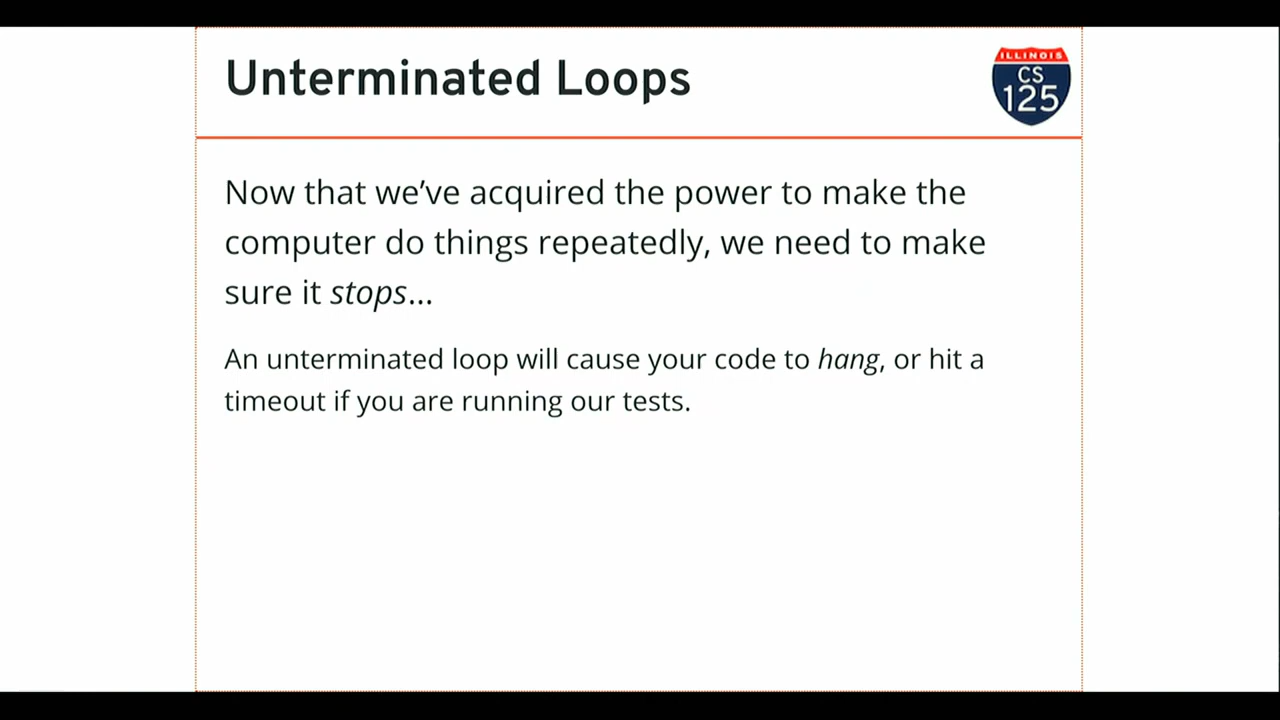 Unterminated Loops
ILLINOIS
CS
125
Now that we’ve acquired the power to make the
computer do things repeatedly, we need to make
sure it stops...
An unterminated loop will cause your code to hang, or hit a
timeout if you are running our tests.